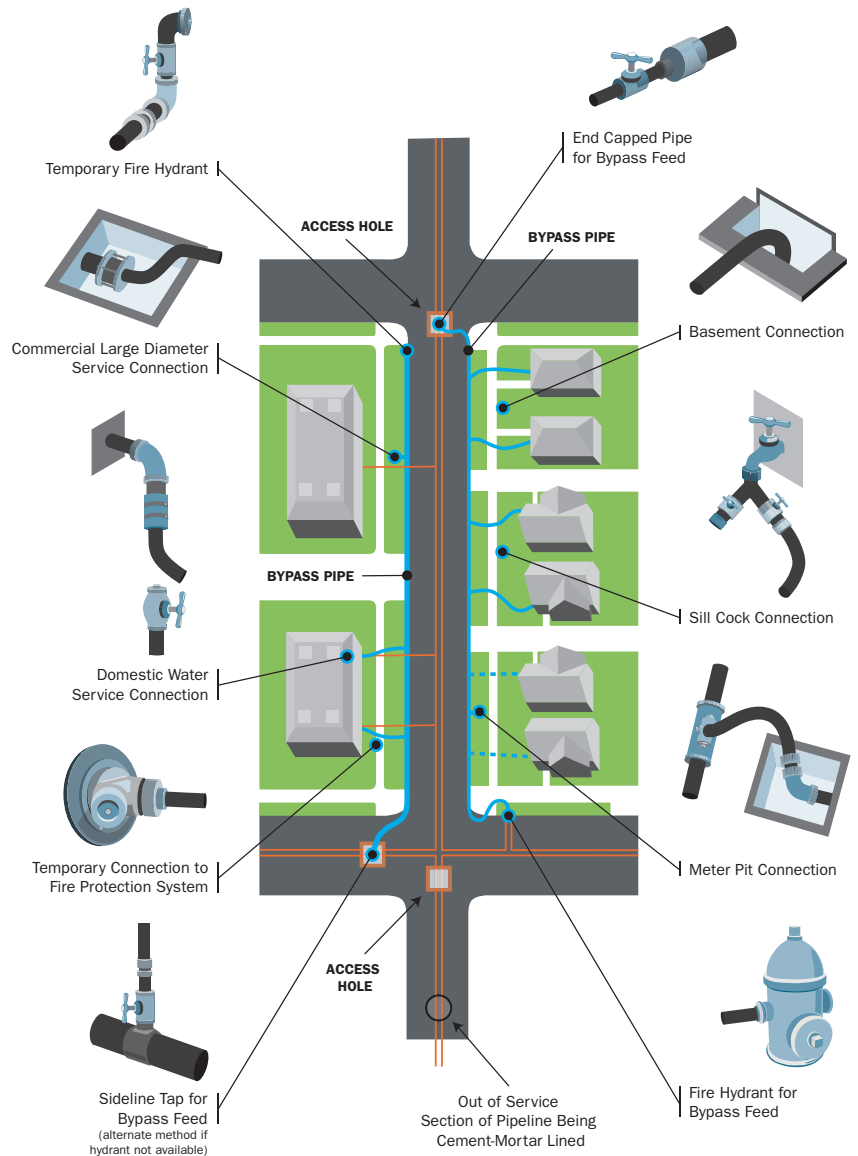 Temporary Fire Hydrant
End Capped Pipe
for Bypass Feed
ACCESS HOLE
BYPASS PIPE
Commercial Large Diameter
Service Connection
Basement Connection
BYPASS PIPE
Sill Cock Connection
Domestic Water
Service Connection
Temporary Connection to
Fire Protection System
Meter Pit Connection
ACCESS
HOLE
Sideline Tap for
Bypass Feed
(alternate method if
hydrant not available)
Out of Service
Section of Pipeline Being
Cement-Mortar Lined
Fire Hydrant for
Bypass Feed